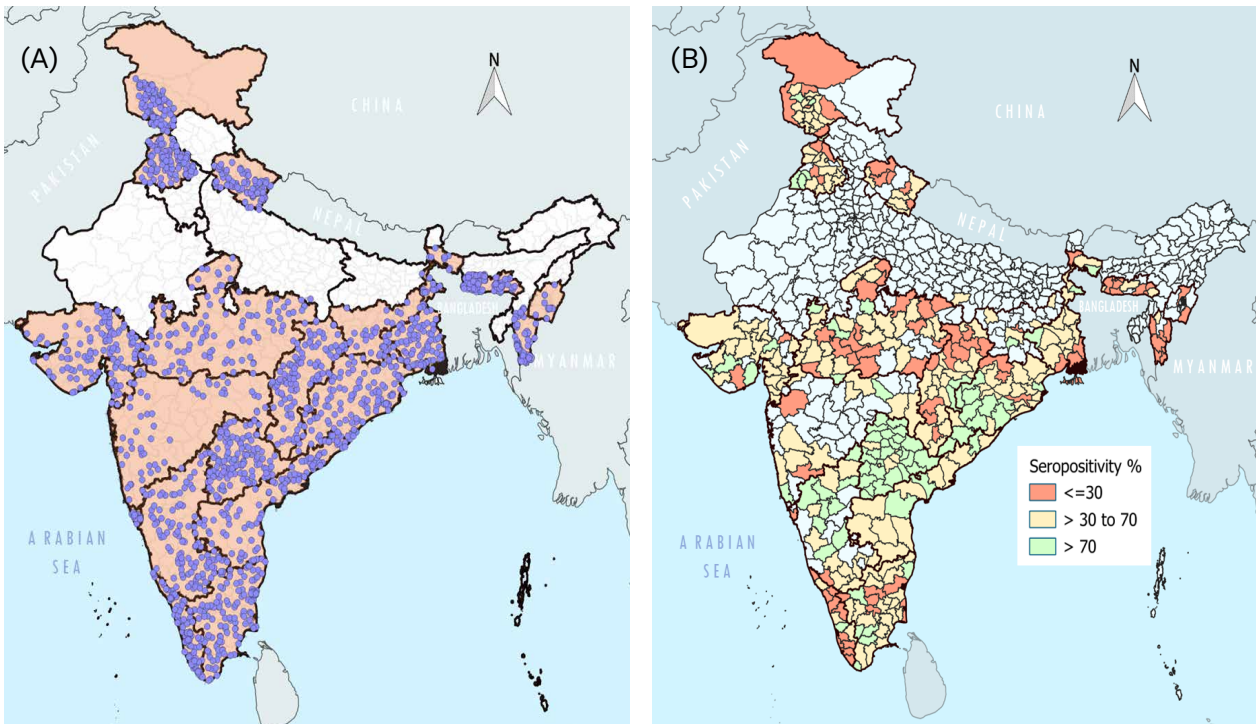 (A)
N
CHINA
PAKISTAN
NEPAL
BANGLADESH
MYANMAR
ARABIAN
SEA
(B)
N
CHINA
PAKISTAN
NEPAL
BANGLADESH
MYANMAR
Seropositivity %
<=30
> 30 to 70
> 70
ARABIAN
SEA